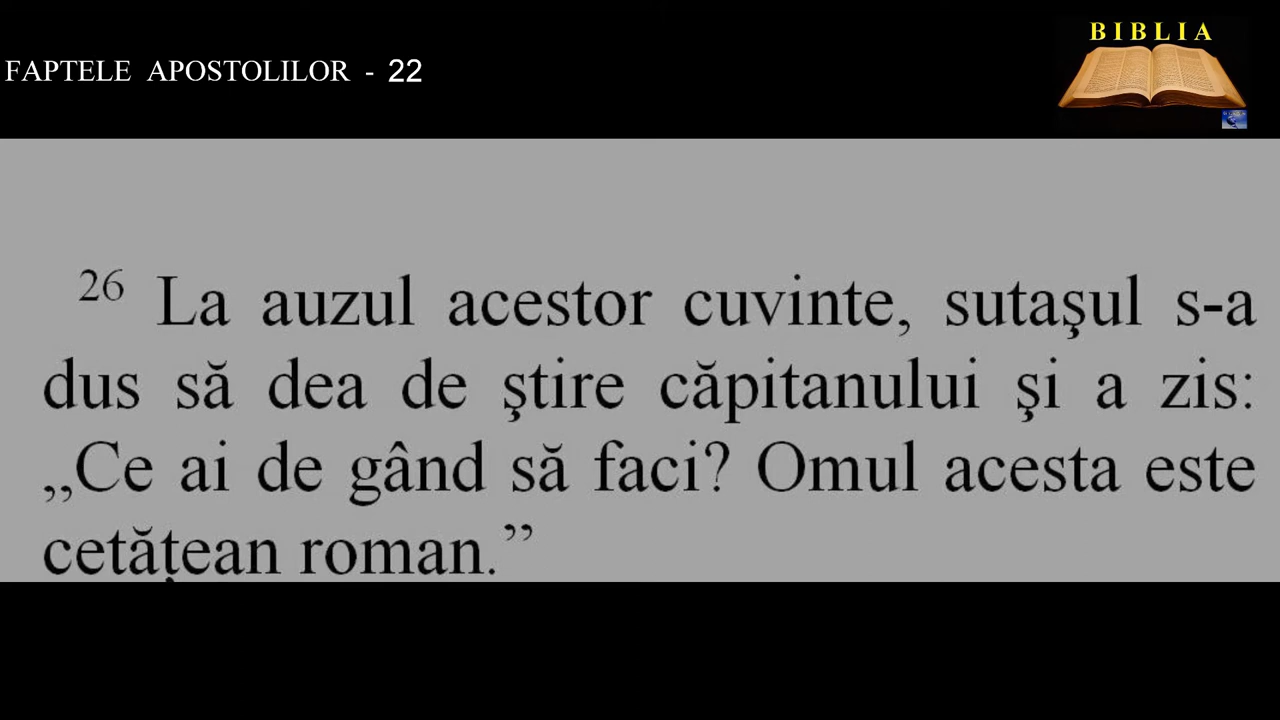 BIBLIA
FAPTELE APOSTOLILOR - 22
26 La auzul acestor cuvinte, sutaşul s-a
dus să dea de ştire căpitanului şi a zis:
„Ce ai de gând să faci? Omul acesta este
cetăţean roman.”